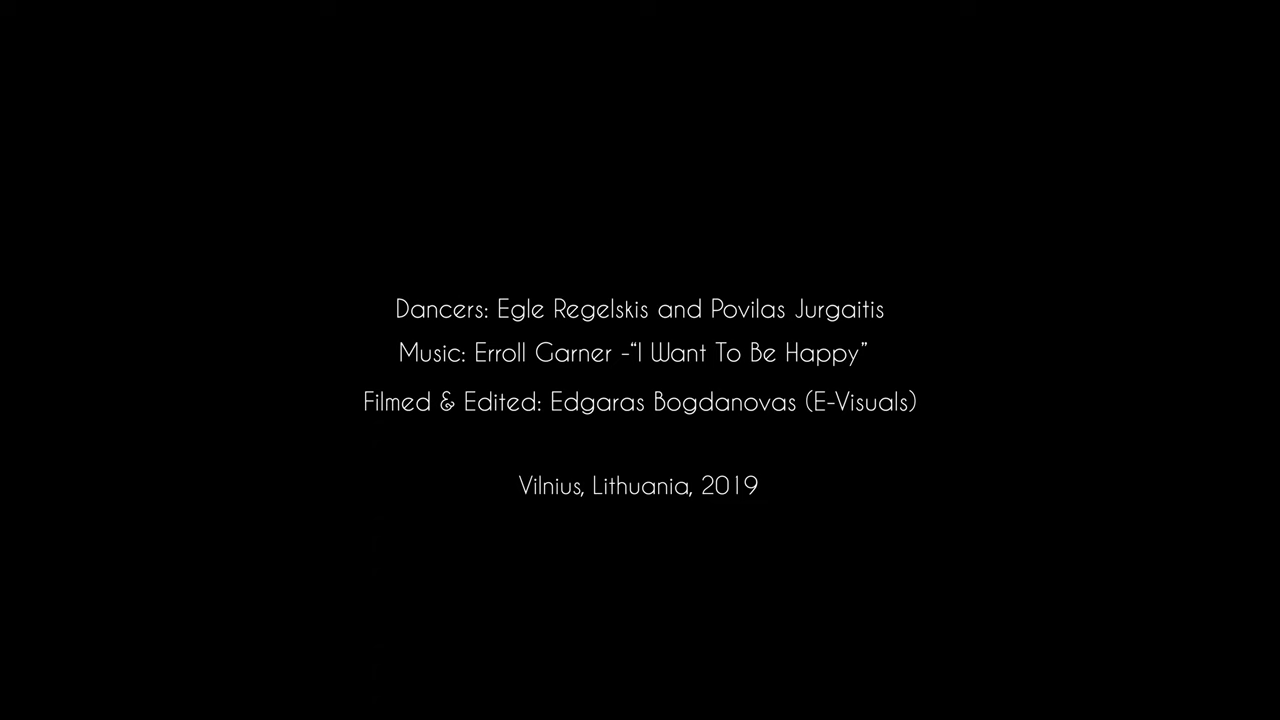 Dancers: Egle Regelskis and Povilas Jurgaitis
Music: Erroll Garner -“I Want To Be Happy”
Filmed & Edited: Edgaras Bogdanovas (E-Visuals)
Vilnius, Lithuania, 2019